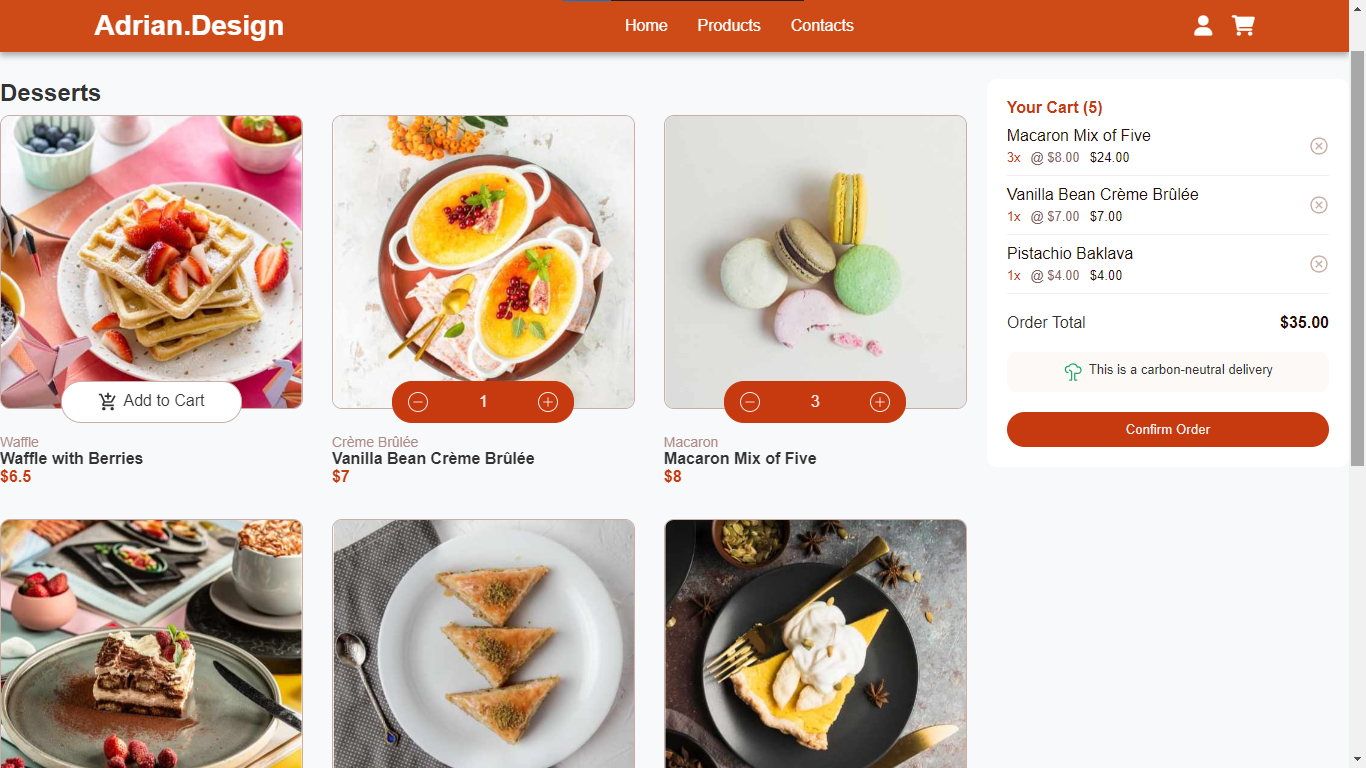 Adrian.Design
Home Products Contacts
Desserts
Add to Cart
Waffle
Waffle with Berries
$6.5
1
Crème Brûlée
Vanilla Bean Crème Brûlée
$7
3
Macaron
Macaron Mix of Five
$8
Your Cart (5)
Macaron Mix of Five
3x @ $8.00 $24.00
Vanilla Bean Crème Brûlée
1x @ $7.00 $7.00
Pistachio Baklava
1x @ $4.00 $4.00
Order Total $35.00
This is a carbon-neutral delivery
Confirm Order